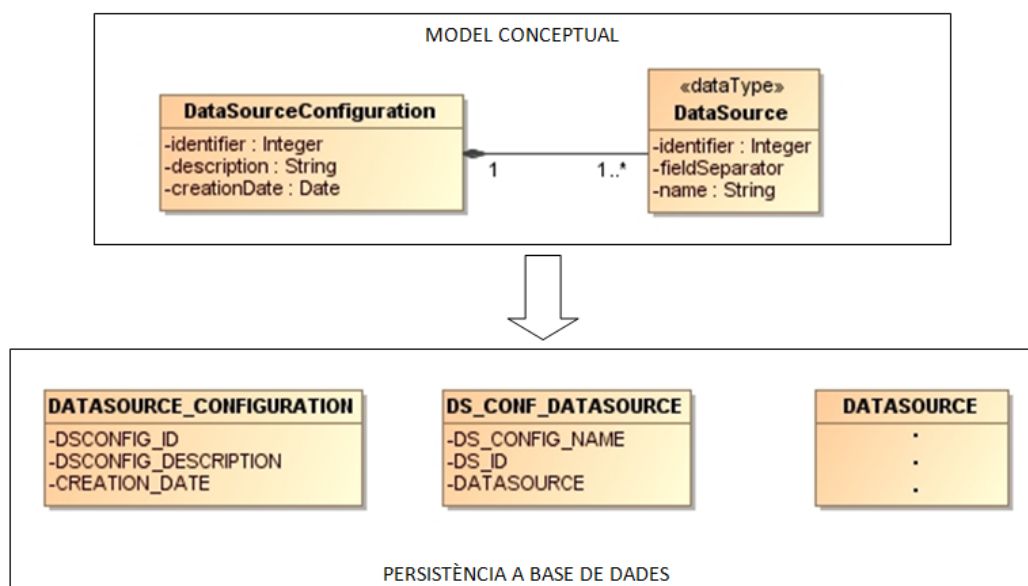 MODEL CONCEPTUAL
DataSourceConfiguration
-identifier : Integer
-description : String
-creationDate : Date
1
1..*
«dataType»
DataSource
-identifier : Integer
-fieldSeparator
-name : String
DATASOURCE_CONFIGURATION
-DSCONFIG_ID
-DSCONFIG_DESCRIPTION
-CREATION_DATE
DS_CONF_DATASOURCE
-DS_CONFIG_NAME
-DS_ID
-DATASOURCE
DATASOURCE
.
.
.
PERSISTÈNCIA A BASE DE DADES